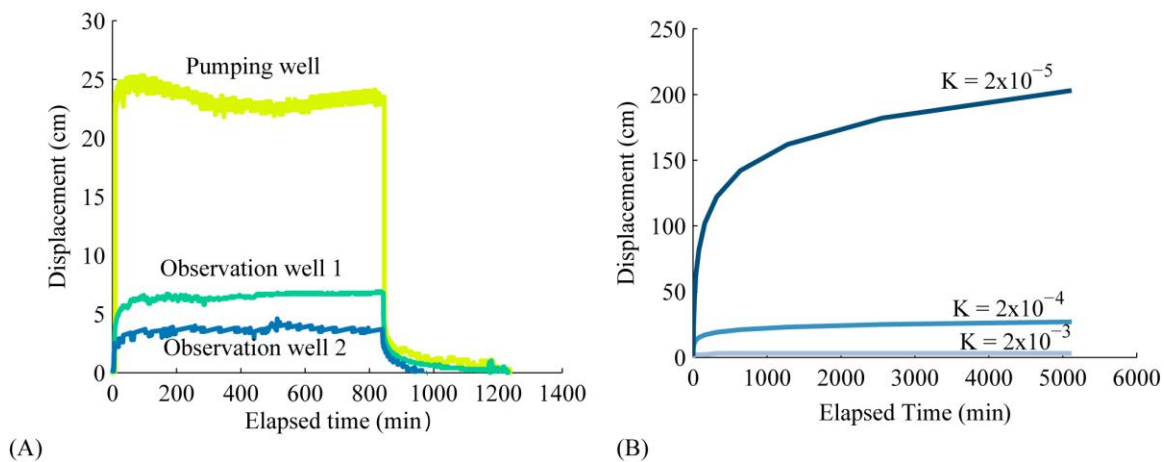 30
25
20
15
10
5
0
Displacement (cm)
Pumping well
Observation well 1
Observation well 2
0 200 400 600 800 1000 1200 1400
Elapsed time (min)
(A)
250
200
150
100
50
0
Displacement (cm)
K = 2x10⁻⁵
K = 2x10⁻⁴
K = 2x10⁻³
0 1000 2000 3000 4000 5000 6000
Elapsed Time (min)
(B)